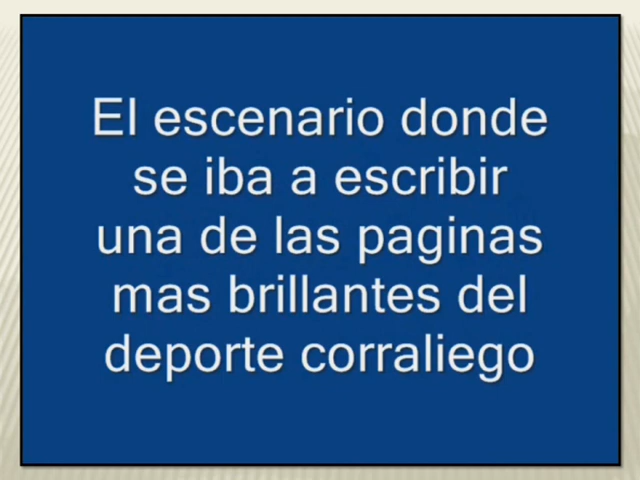 El escenario donde
se iba a escribir
una de las paginas
mas brillantes del
deporte corraliego